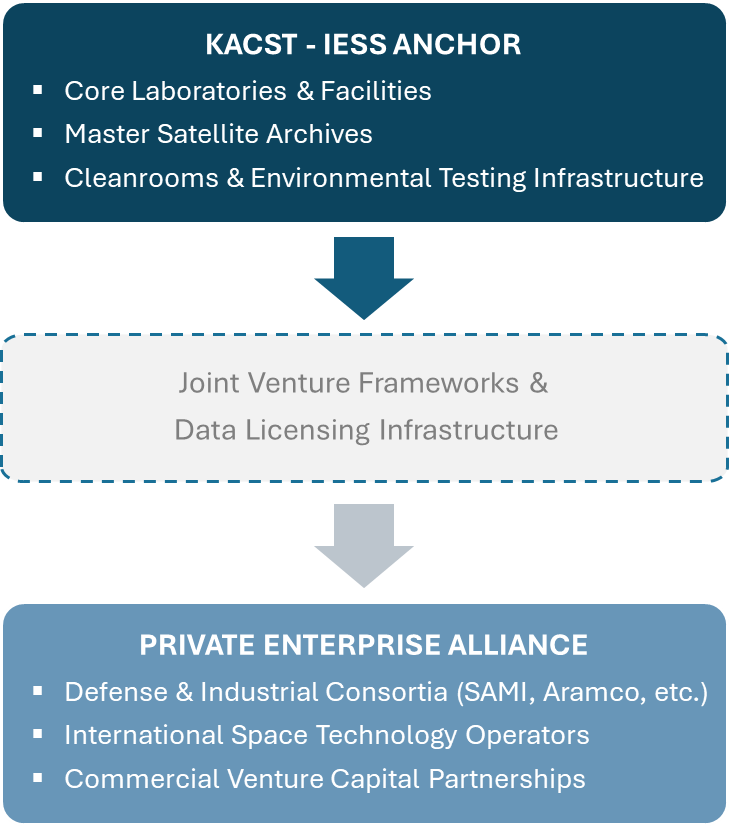 KACST - IESS ANCHOR
▪ Core Laboratories & Facilities
▪ Master Satellite Archives
▪ Cleanrooms & Environmental Testing Infrastructure
Joint Venture Frameworks &
Data Licensing Infrastructure
PRIVATE ENTERPRISE ALLIANCE
▪ Defense & Industrial Consortia (SAMI, Aramco, etc.)
▪ International Space Technology Operators
▪ Commercial Venture Capital Partnerships